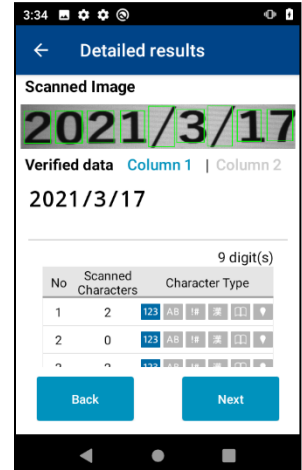 3:34
Detailed results
Scanned Image
2021/3/17
Verified data Column 1 | Column 2
2021/3/17
9 digit(s)
No Scanned Characters Character Type
1 2 123 AB !# 漢
2 0 123 AB !# 漢
Back Next